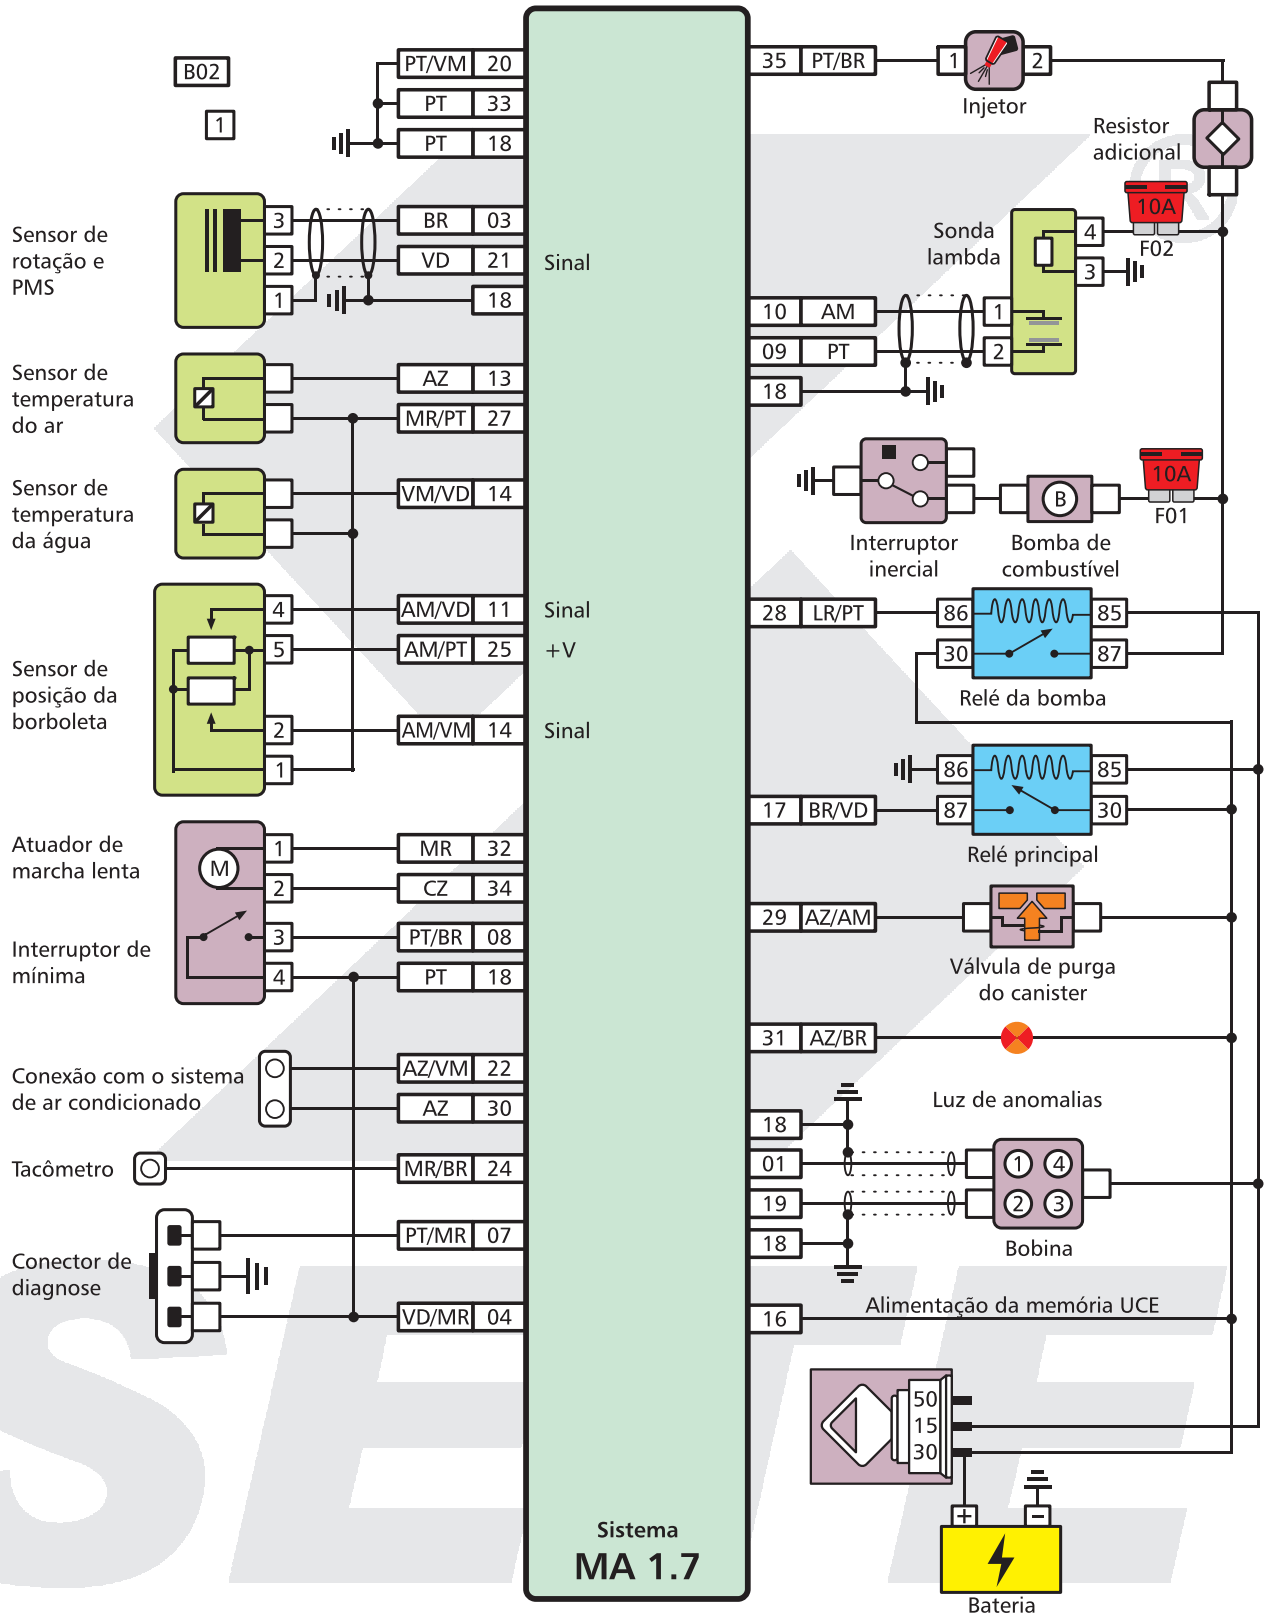 B02
1
PT/VM 20
PT 33
PT 18
Sensor de
rotação e
PMS
3 BR 03
2 VD 21 Sinal
1 18
Sensor de
temperatura
do ar
AZ 13
MR/PT 27
Sensor de
temperatura
da água
VM/VD 14
Sensor de
posição da
borboleta
4 AM/VD 11 Sinal
5 AM/PT 25 +V
2 AM/VM 14 Sinal
1
Atuador de
marcha lenta
M
1 MR 32
2 CZ 34
Interruptor de
mínima
3 PT/BR 08
4 PT 18
Conexão com o sistema
de ar condicionado
AZ/VM 22
AZ 30
Tacômetro
MR/BR 24
Conector de
diagnose
PT/MR 07
VD/MR 04
Sistema
MA 1.7
35 PT/BR 1 2
Injetor
Resistor
adicional
®
10A
F02
Sonda
lambda
4
3
10 AM 1
09 PT 2
18
10A
F01
B
Interruptor
inercial
Bomba de
combustível
28 LR/PT 86 85
30 87
Relé da bomba
86 85
17 BR/VD 87 30
Relé principal
29 AZ/AM
Válvula de purga
do canister
31 AZ/BR
Luz de anomalias
18
01 1 4
19 2 3
18
Bobina
16 Alimentação da memória UCE
50
15
30
+ −
Bateria
SETE